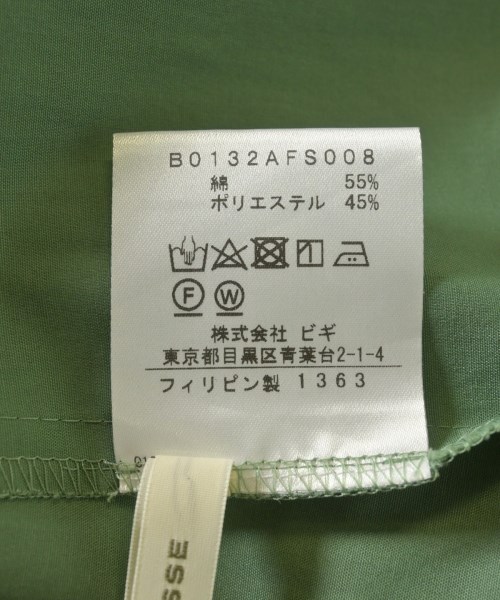 B0132AFS008
綿 55%
ポリエステル 45%
F W
株式会社 ビギ
東京都目黒区青葉台2-1-4
フィリピン製 1363
SSE